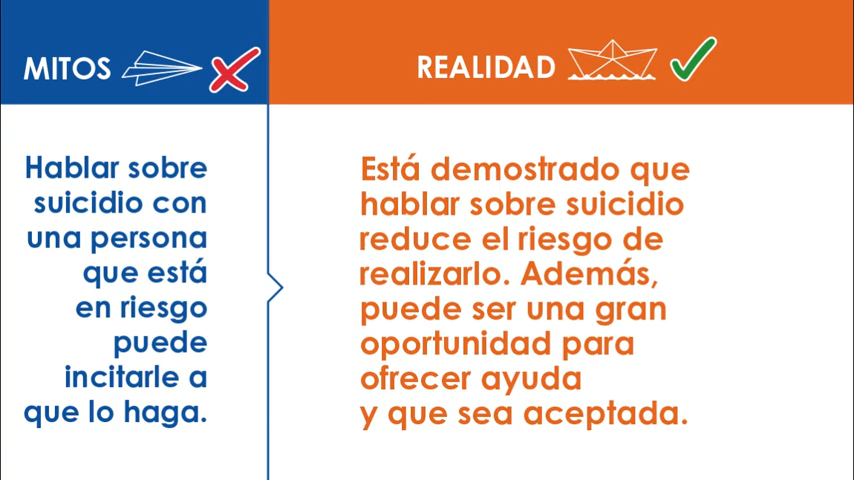 MITOS
REALIDAD
Hablar sobre
suicidio con
una persona
que está
en riesgo
puede
incitarle a
que lo haga.
Está demostrado que
hablar sobre suicidio
reduce el riesgo de
realizarlo. Además,
puede ser una gran
oportunidad para
ofrecer ayuda
y que sea aceptada.